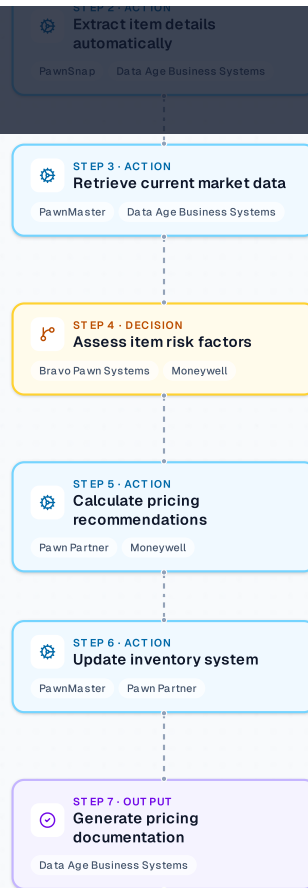 STEP 2 · ACTION
Extract item details
automatically
PawnSnap Data Age Business Systems
STEP 3 · ACTION
Retrieve current market data
PawnMaster Data Age Business Systems
STEP 4 · DECISION
Assess item risk factors
Bravo Pawn Systems Moneywell
STEP 5 · ACTION
Calculate pricing
recommendations
Pawn Partner Moneywell
STEP 6 · ACTION
Update inventory system
PawnMaster Pawn Partner
STEP 7 · OUTPUT
Generate pricing
documentation
Data Age Business Systems